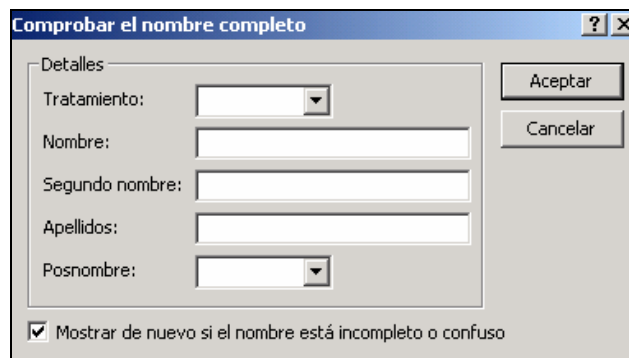 Comprobar el nombre completo
Detalles
Tratamiento:
Nombre:
Segundo nombre:
Apellidos:
Posnombre:
Aceptar
Cancelar
Mostrar de nuevo si el nombre está incompleto o confuso